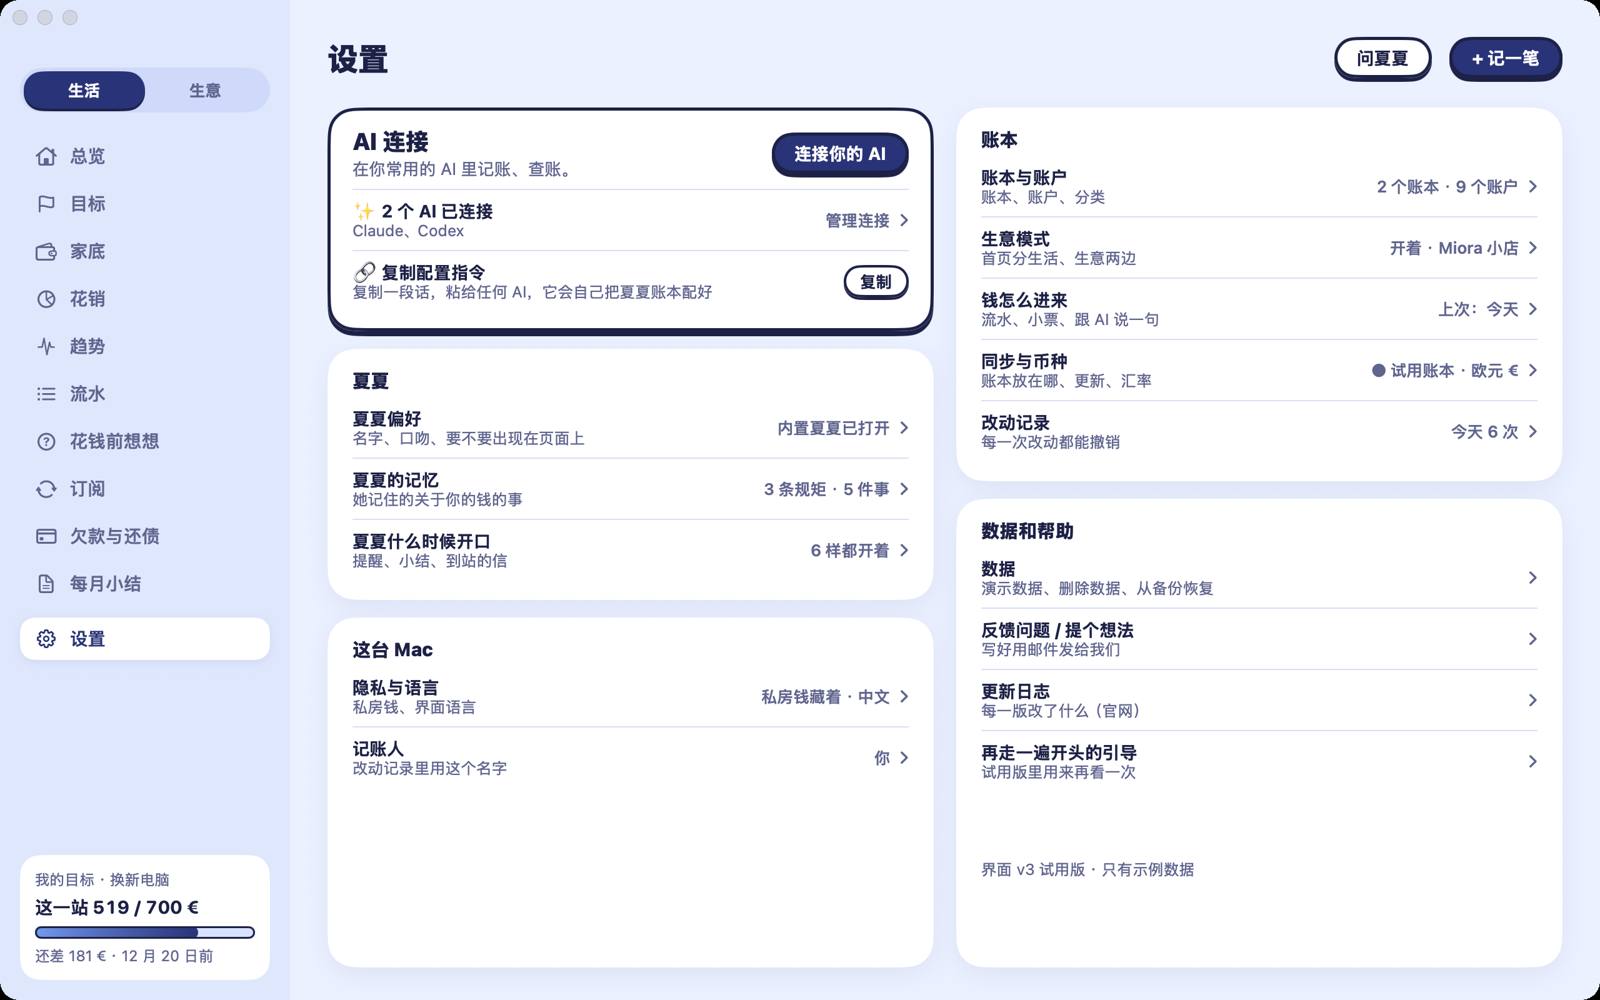 生活
生意
总览
目标
家底
花销
趋势
流水
花钱前想想
订阅
欠款与还债
每月小结
设置
我的目标 · 换新电脑
这一站 519 / 700 €
还差 181 € · 12 月 20 日前
设置
问夏夏
+ 记一笔
AI 连接
在你常用的 AI 里记账、查账。
连接你的 AI
✨ 2 个 AI 已连接
Claude、Codex
管理连接
🔗 复制配置指令
复制一段话，粘给任何 AI，它会自己把夏夏账本配好
复制
夏夏
夏夏偏好
名字、口吻、要不要出现在页面上
内置夏夏已打开
夏夏的记忆
她记住的关于你的钱的事
3 条规矩 · 5 件事
夏夏什么时候开口
提醒、小结、到站的信
6 样都开着
这台 Mac
隐私与语言
私房钱、界面语言
私房钱藏着 · 中文
记账人
改动记录里用这个名字
你
账本
账本与账户
账本、账户、分类
2 个账本 · 9 个账户
生意模式
首页分生活、生意两边
开着 · Miora 小店
钱怎么进来
流水、小票、跟 AI 说一句
上次：今天
同步与币种
账本放在哪、更新、汇率
试用账本 · 欧元 €
改动记录
每一次改动都能撤销
今天 6 次
数据和帮助
数据
演示数据、删除数据、从备份恢复
反馈问题 / 提个想法
写好用邮件发给我们
更新日志
每一版改了什么（官网）
再走一遍开头的引导
试用版里用来再看一次
界面 v3 试用版 · 只有示例数据